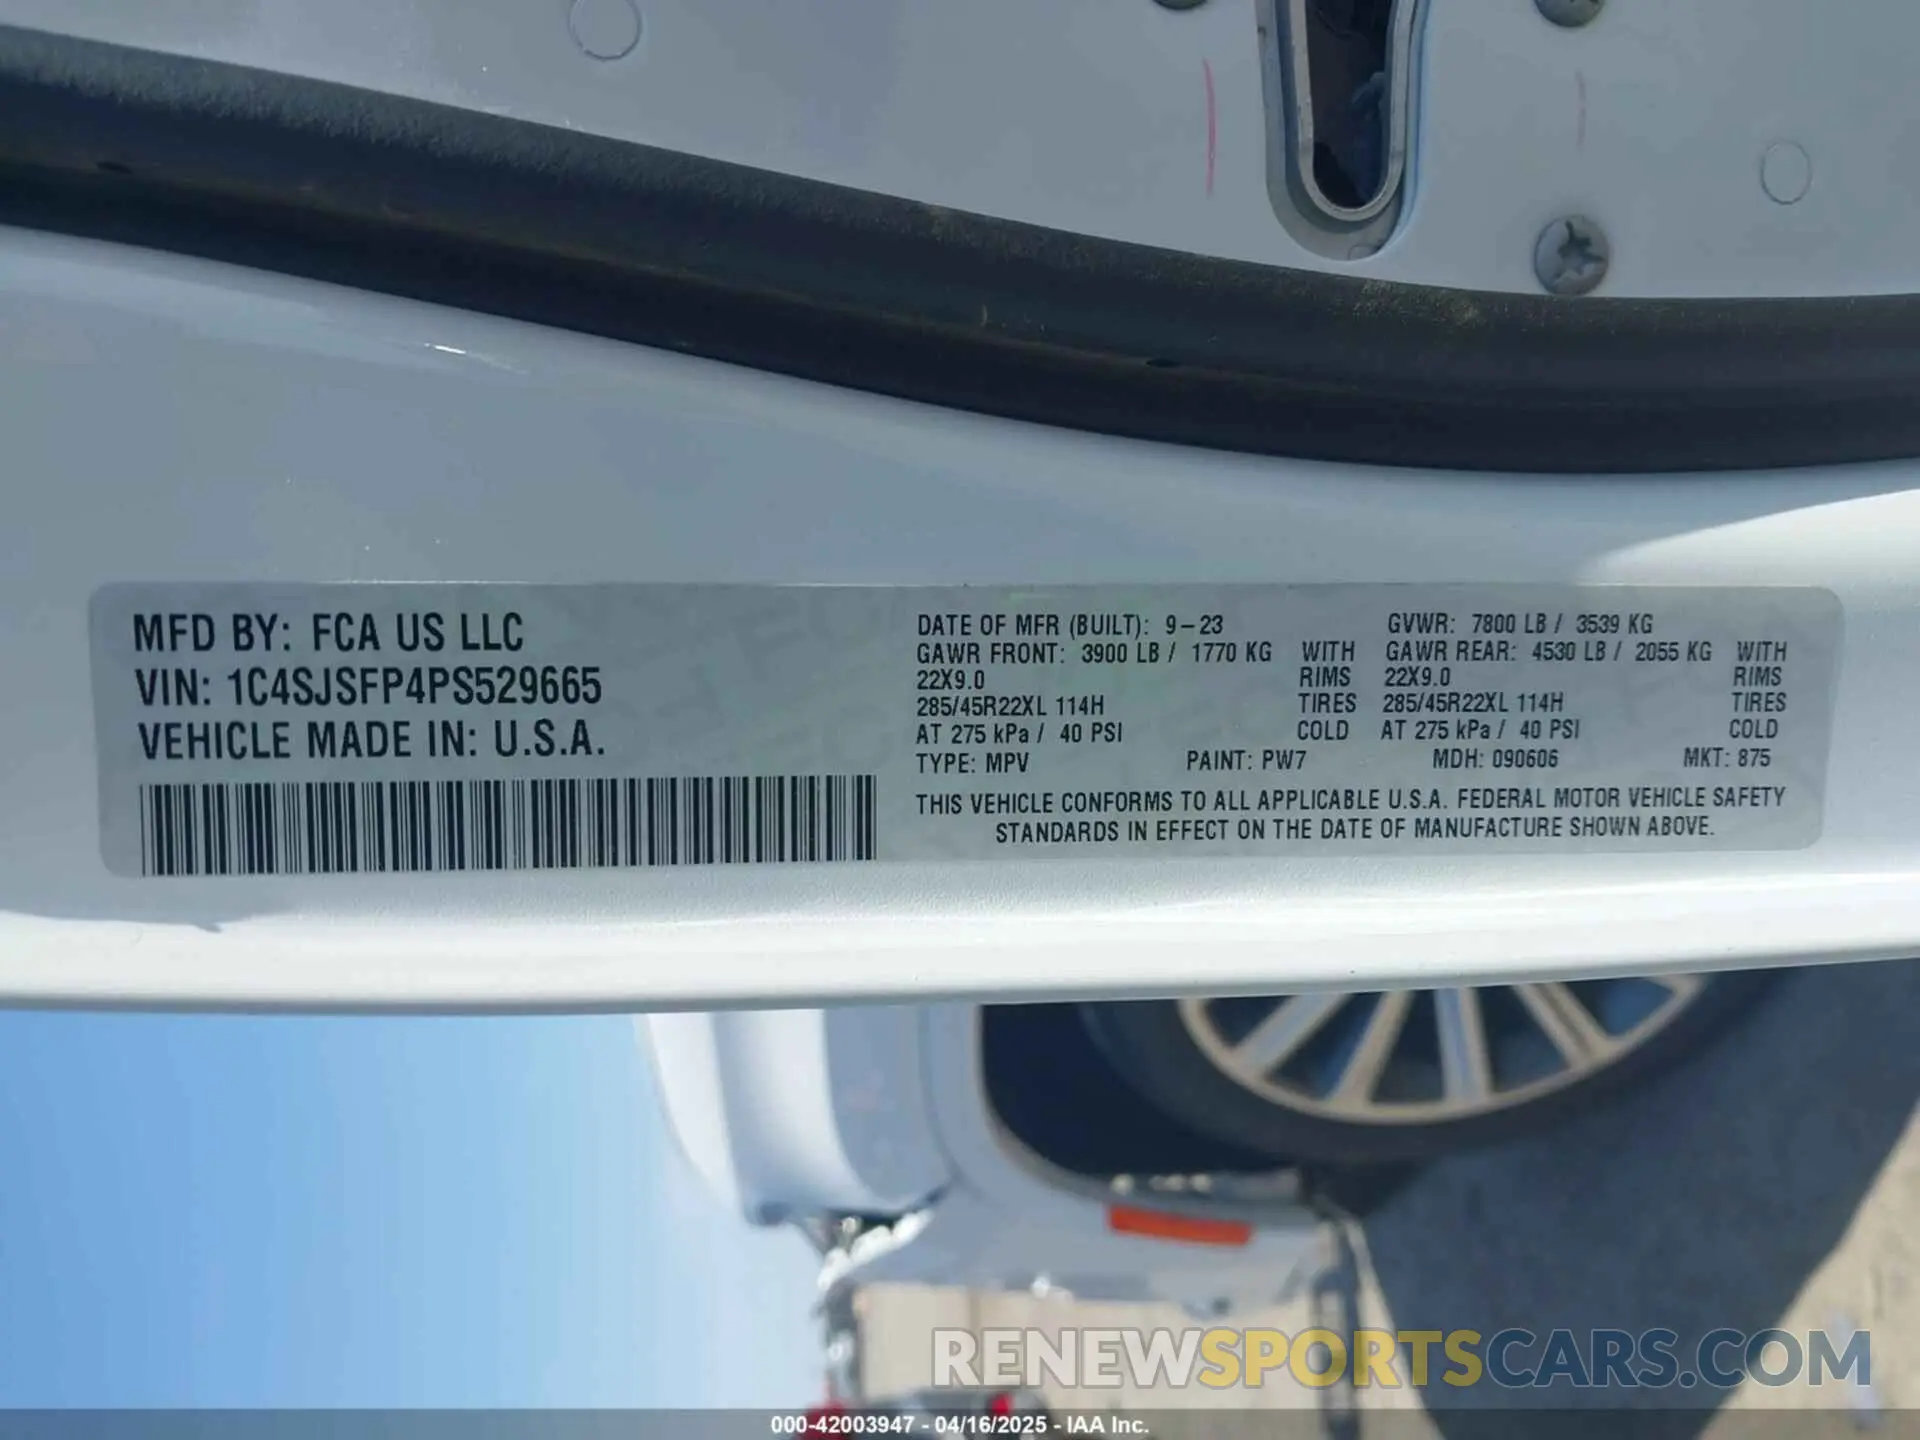 MFD BY: FCA US LLC
VIN: 1C4SJSFP4PS529665
VEHICLE MADE IN: U.S.A.
DATE OF MFR (BUILT): 9-23 GVWR: 7800 LB / 3539 KG
GAWR FRONT: 3900 LB / 1770 KG WITH GAWR REAR: 4530 LB / 2055 KG WITH
22X9.0 RIMS 22X9.0 RIMS
285/45R22XL 114H TIRES 285/45R22XL 114H TIRES
AT 275 kPa / 40 PSI COLD AT 275 kPa / 40 PSI COLD
TYPE: MPV PAINT: PW7 MDH: 090606 MKT: 875
THIS VEHICLE CONFORMS TO ALL APPLICABLE U.S.A. FEDERAL MOTOR VEHICLE SAFETY
STANDARDS IN EFFECT ON THE DATE OF MANUFACTURE SHOWN ABOVE.
RENEWSPORTSCARS.COM
000-42003947 - 04/16/2025 - IAA Inc.